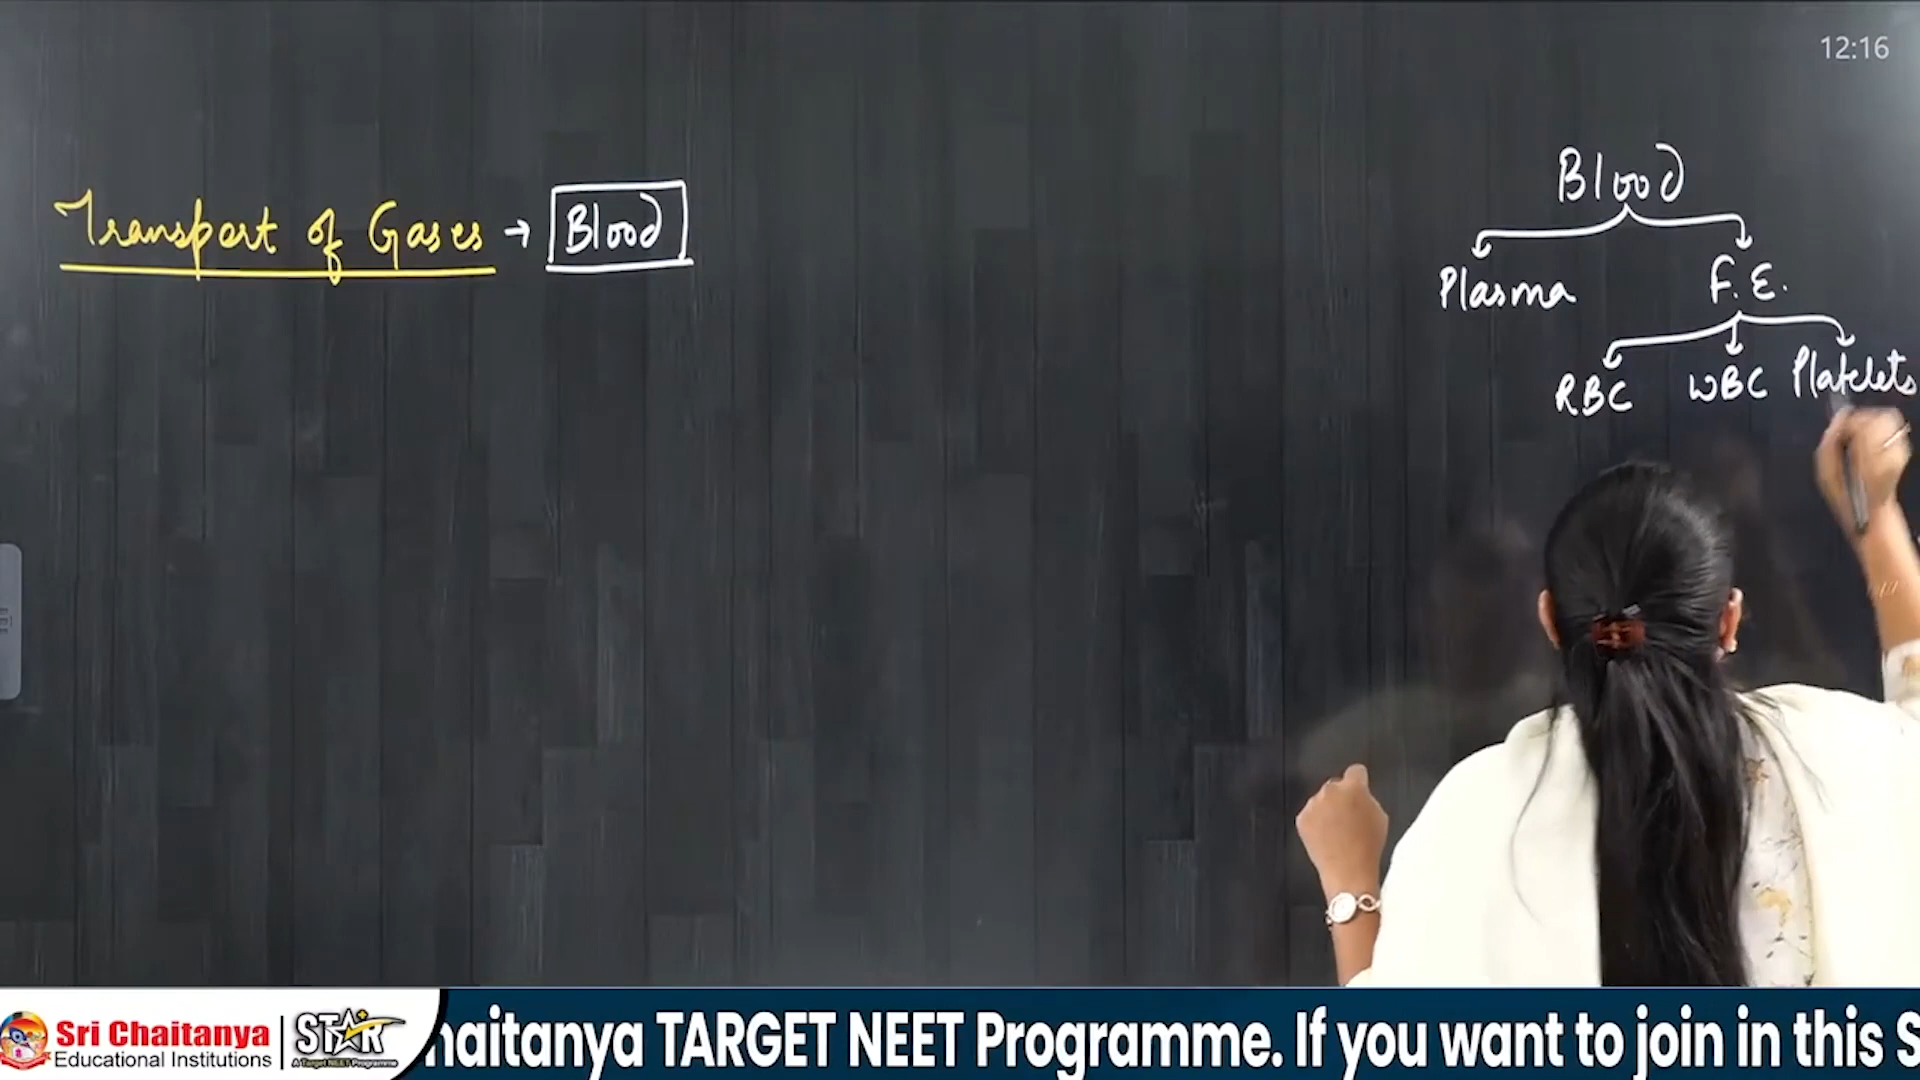 12:16
Transport of Gases → Blood
Blood
Plasma F.E.
RBC WBC Platelets
Sri Chaitanya
Educational Institutions
STAR
A Target NEET Programme
haitanya TARGET NEET Programme. If you want to join in this S